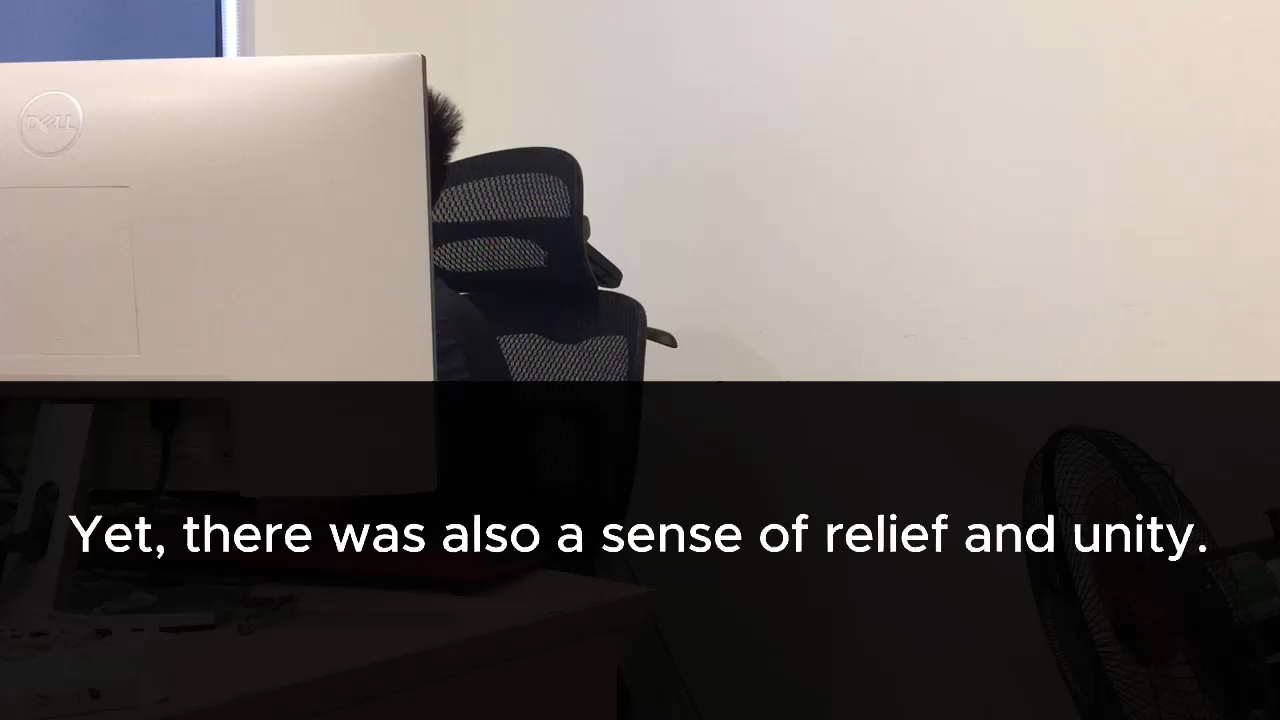 DELL
Yet, there was also a sense of relief and unity.